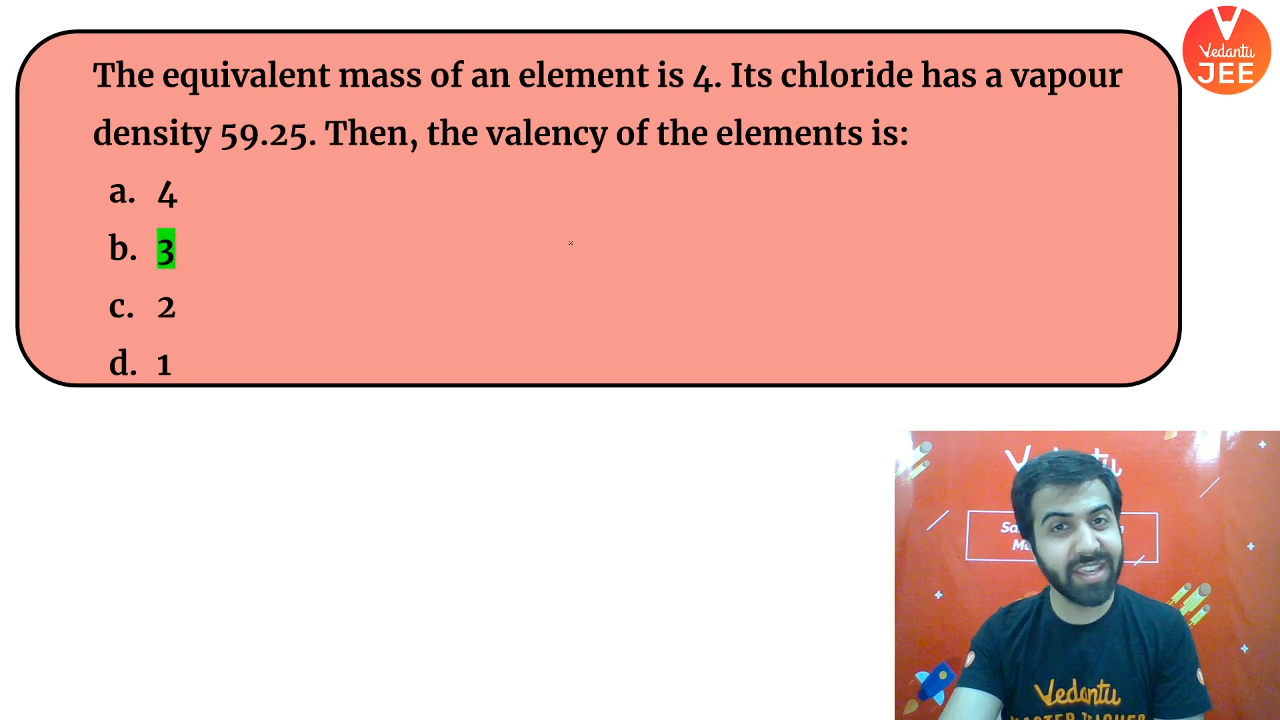 Vedantu
JEE
The equivalent mass of an element is 4. Its chloride has a vapour
density 59.25. Then, the valency of the elements is:
a. 4
b. 3
c. 2
d. 1
Vedantu